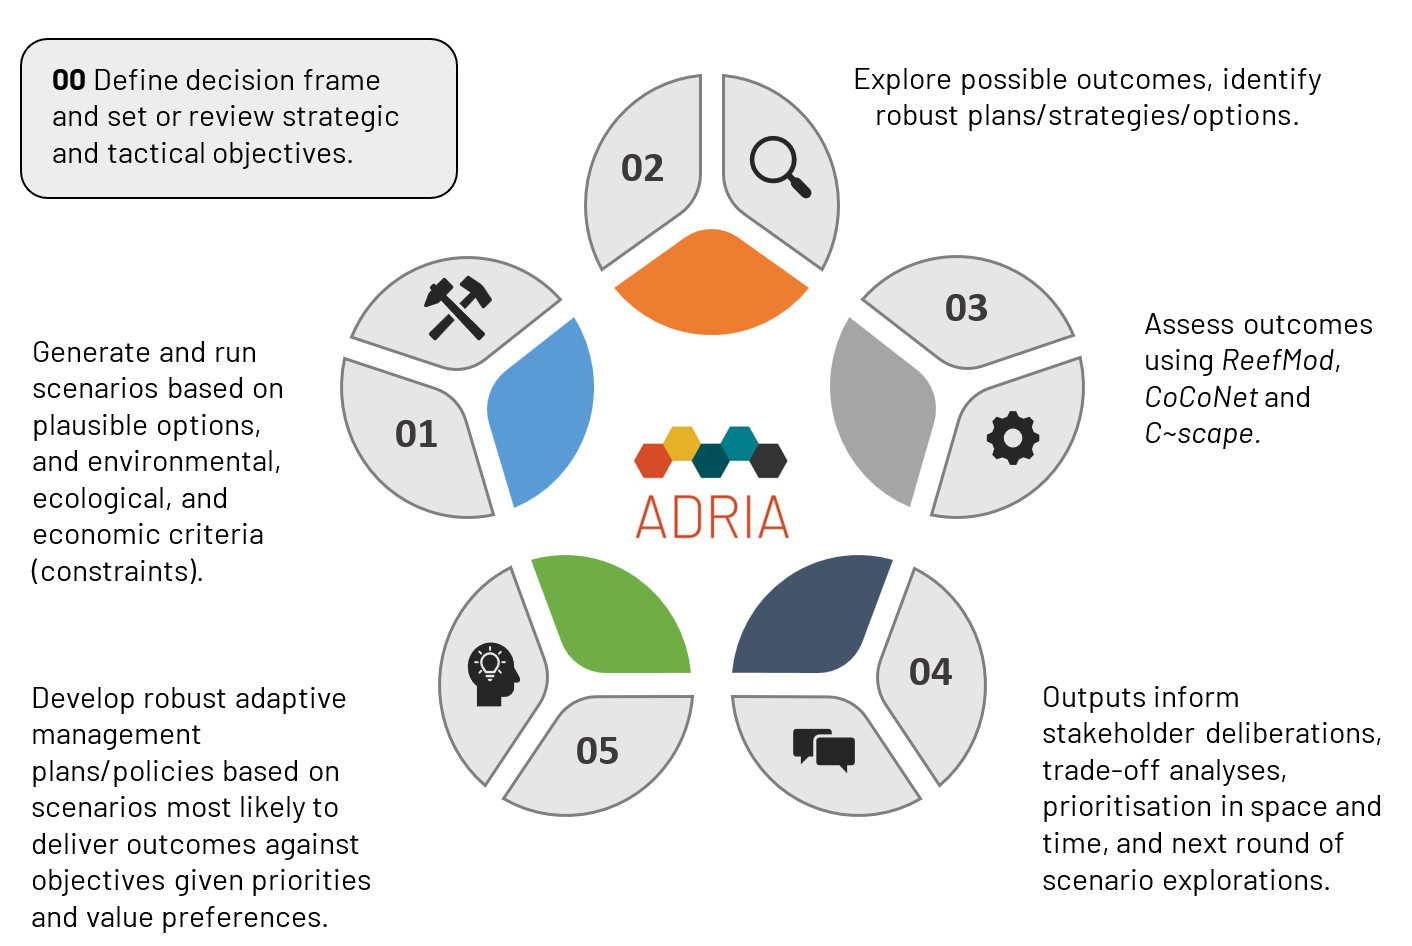 00 Define decision frame
and set or review strategic
and tactical objectives.
Explore possible outcomes, identify
robust plans/strategies/options.
02
03
Assess outcomes
using ReefMod,
CoCoNet and
C~scape.
Generate and run
scenarios based on
plausible options,
and environmental,
ecological, and
economic criteria
(constraints).
01
ADRIA
04
Outputs inform
stakeholder deliberations,
trade-off analyses,
prioritisation in space and
time, and next round of
scenario explorations.
05
Develop robust adaptive
management
plans/policies based on
scenarios most likely to
deliver outcomes against
objectives given priorities
and value preferences.